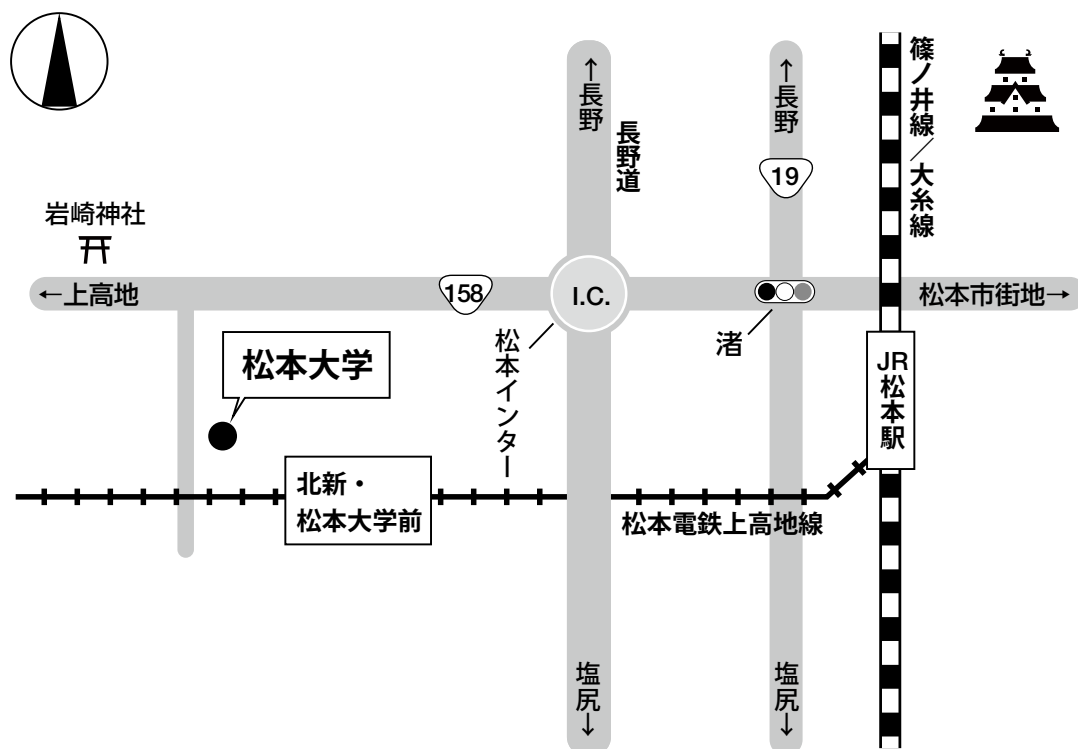 ↑長野
長野道
↑長野
19
篠ノ井線／大糸線
岩崎神社
←上高地
158
I.C.
松本市街地→
松本インター
渚
松本大学
JR松本駅
北新・
松本大学前
松本電鉄上高地線
塩尻↓
塩尻↓